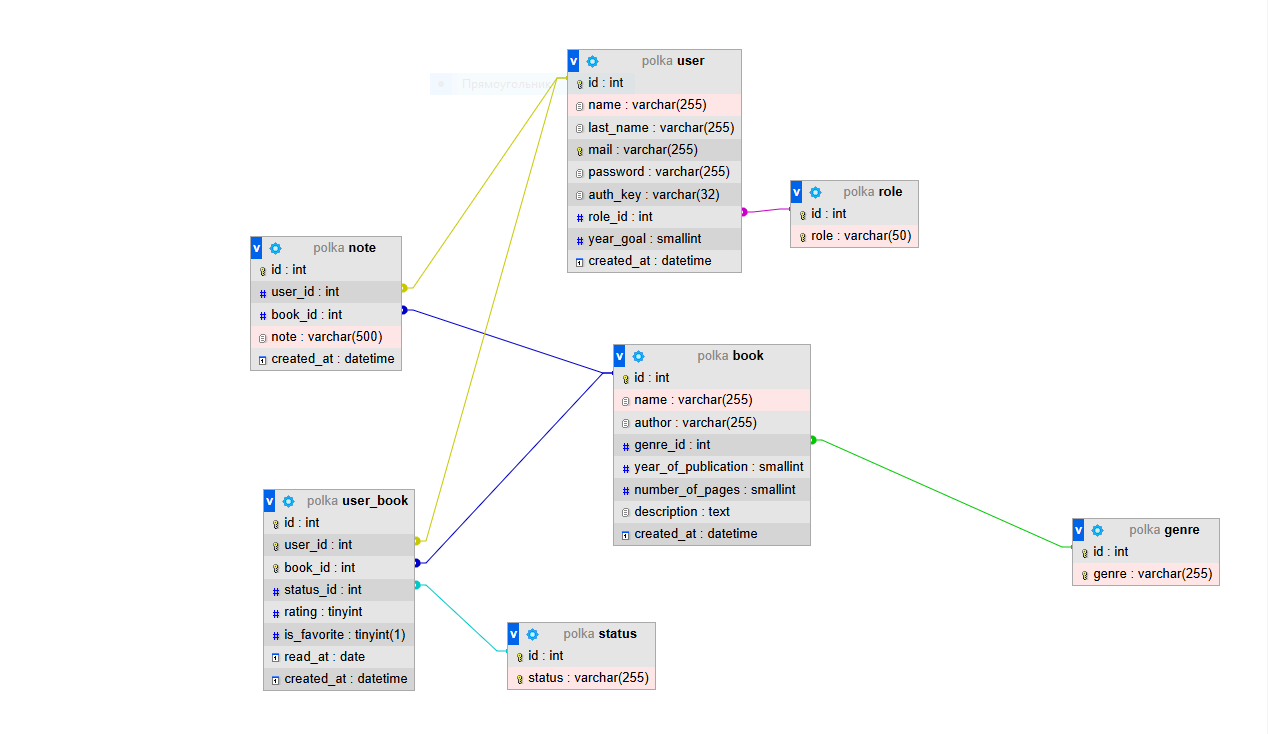 v polka user
id : int
name : varchar(255)
last_name : varchar(255)
mail : varchar(255)
password : varchar(255)
auth_key : varchar(32)
# role_id : int
# year_goal : smallint
created_at : datetime
Прямоугольник
v polka role
id : int
role : varchar(50)
v polka note
id : int
# user_id : int
# book_id : int
note : varchar(500)
created_at : datetime
v polka book
id : int
name : varchar(255)
author : varchar(255)
# genre_id : int
# year_of_publication : smallint
# number_of_pages : smallint
description : text
created_at : datetime
v polka user_book
id : int
user_id : int
book_id : int
# status_id : int
# rating : tinyint
# is_favorite : tinyint(1)
read_at : date
created_at : datetime
v polka genre
id : int
genre : varchar(255)
v polka status
id : int
status : varchar(255)